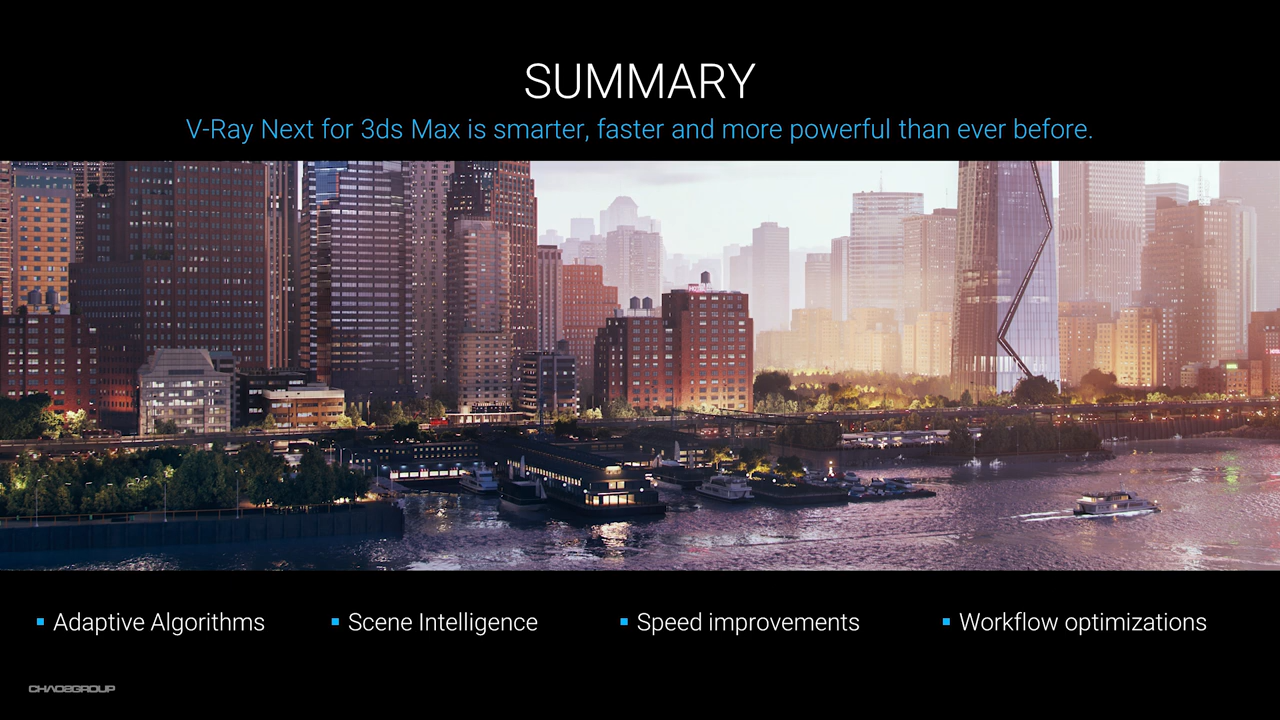 SUMMARY
V-Ray Next for 3ds Max is smarter, faster and more powerful than ever before.
Adaptive Algorithms
Scene Intelligence
Speed improvements
Workflow optimizations
CHAOSGROUP